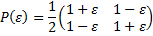 P(ε) = 1/2 (1 + ε 1 − ε
1 − ε 1 + ε)